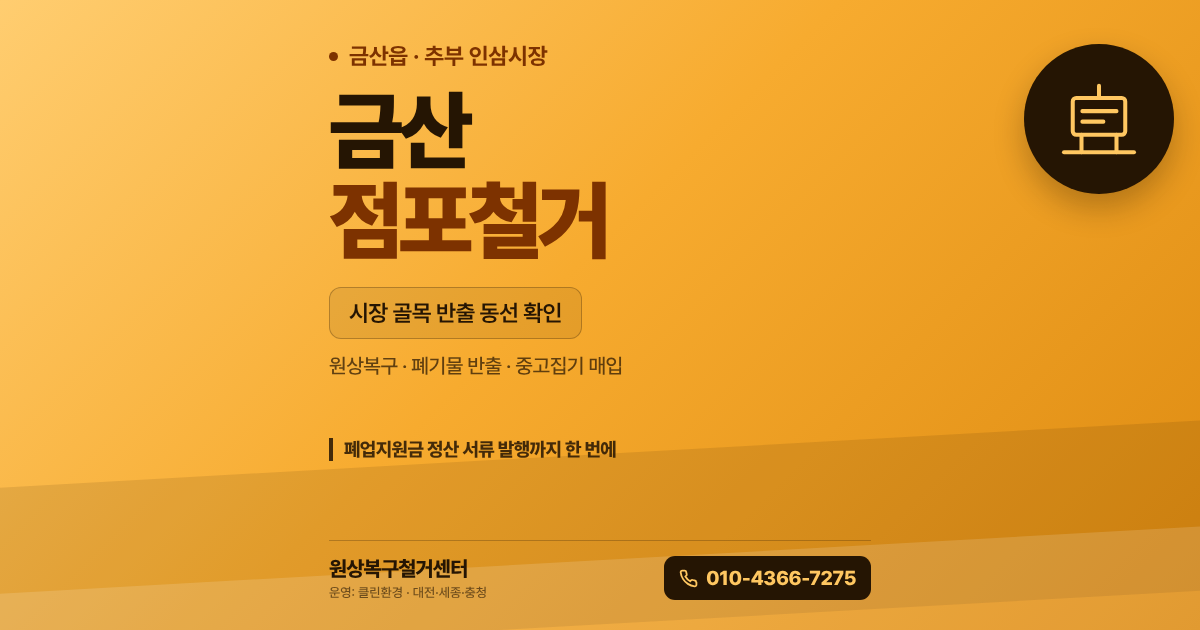 금산읍 · 추부 인삼시장
금산
점포철거
시장 골목 반출 동선 확인
원상복구 · 폐기물 반출 · 중고집기 매입
폐업지원금 정산 서류 발행까지 한 번에
원상복구철거센터
운영: 클린환경 · 대전·세종·충청
010-4366-7275